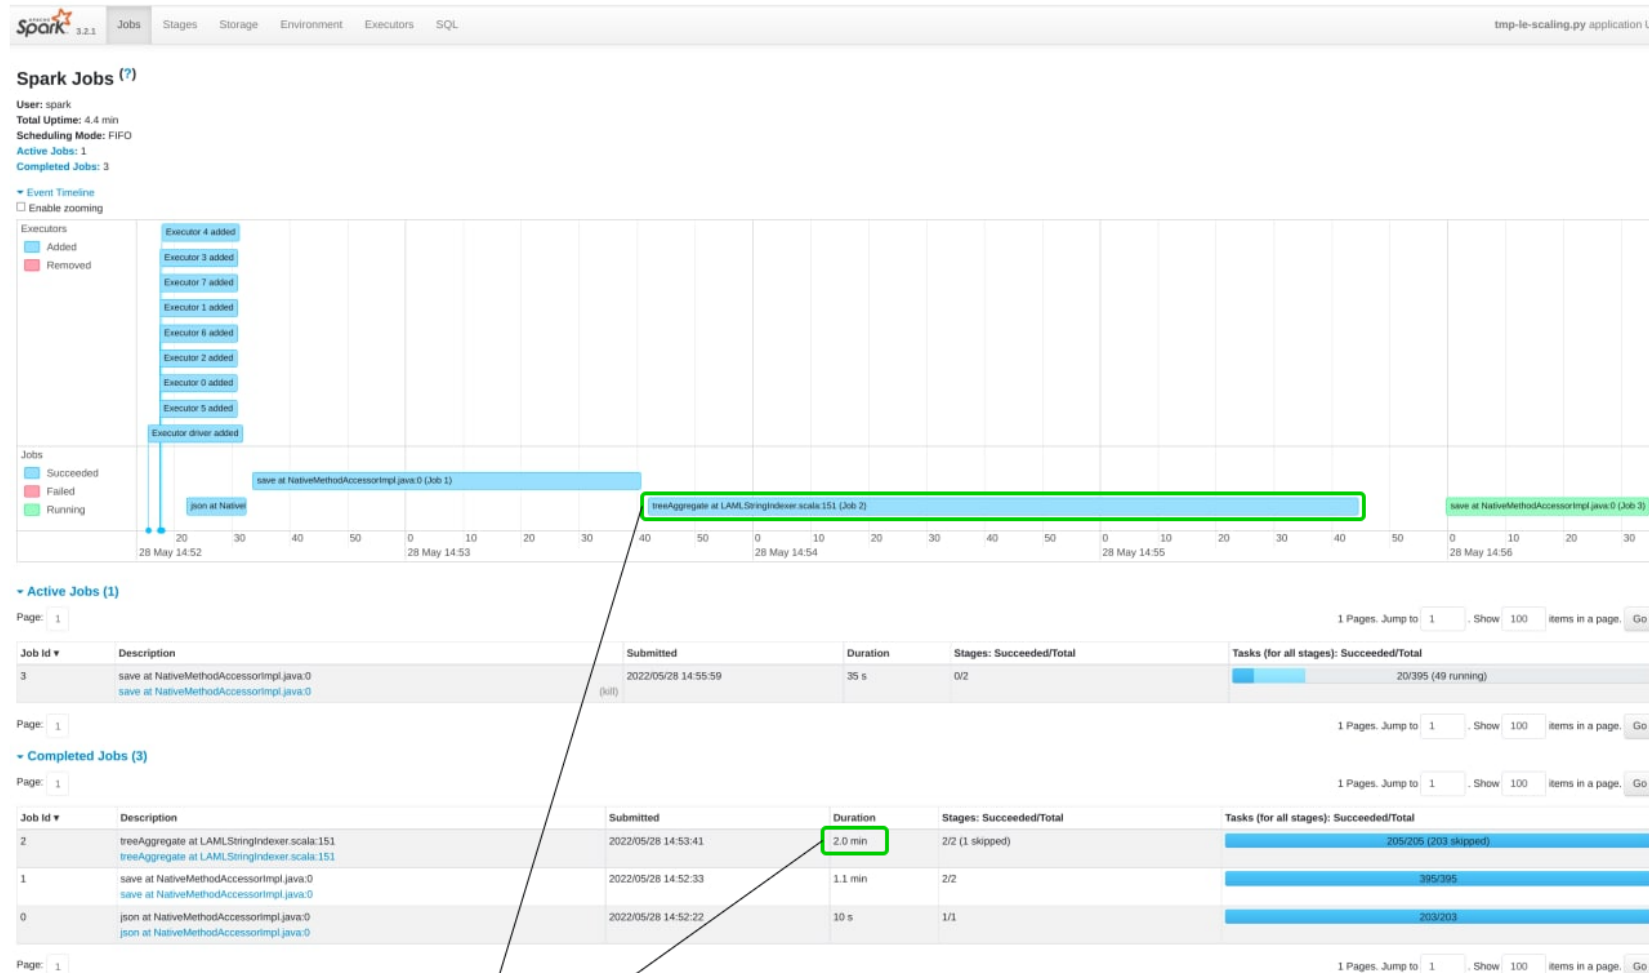 APACHE Spark 3.2.1 Jobs Stages Storage Environment Executors SQL tmp-le-scaling.py application
Spark Jobs (?)
User: spark
Total Uptime: 4.4 min
Scheduling Mode: FIFO
Active Jobs: 1
Completed Jobs: 3
Event Timeline
Enable zooming
Executors
Added
Removed
Executor 4 added
Executor 3 added
Executor 7 added
Executor 1 added
Executor 6 added
Executor 2 added
Executor 0 added
Executor 5 added
Executor driver added
Jobs
Succeeded
Failed
Running
save at NativeMethodAccessorImpl.java:0 (Job 1)
json at Native
treeAggregate at LAMLStringIndexer.scala:151 (Job 2)
save at NativeMethodAccessorImpl.java:0 (Job 3)
20 30 40 50 0 10 20 30 40 50 0 10 20 30 40 50 0 10 20 30 40 50 0 10 20 30
28 May 14:52 28 May 14:53 28 May 14:54 28 May 14:55 28 May 14:56
Active Jobs (1)
Page: 1 1 Pages. Jump to 1 . Show 100 items in a page. Go
Job Id ▾ Description Submitted Duration Stages: Succeeded/Total Tasks (for all stages): Succeeded/Total
3 save at NativeMethodAccessorImpl.java:0 2022/05/28 14:55:59 35 s 0/2 20/395 (49 running)
save at NativeMethodAccessorImpl.java:0 (kill)
Page: 1 1 Pages. Jump to 1 . Show 100 items in a page. Go
Completed Jobs (3)
Page: 1 1 Pages. Jump to 1 . Show 100 items in a page. Go
Job Id ▾ Description Submitted Duration Stages: Succeeded/Total Tasks (for all stages): Succeeded/Total
2 treeAggregate at LAMLStringIndexer.scala:151 2022/05/28 14:53:41 2.0 min 2/2 (1 skipped) 205/205 (203 skipped)
treeAggregate at LAMLStringIndexer.scala:151
1 save at NativeMethodAccessorImpl.java:0 2022/05/28 14:52:33 1.1 min 2/2 395/395
save at NativeMethodAccessorImpl.java:0
0 json at NativeMethodAccessorImpl.java:0 2022/05/28 14:52:22 10 s 1/1 203/203
json at NativeMethodAccessorImpl.java:0
Page: 1 1 Pages. Jump to 1 . Show 100 items in a page. Go